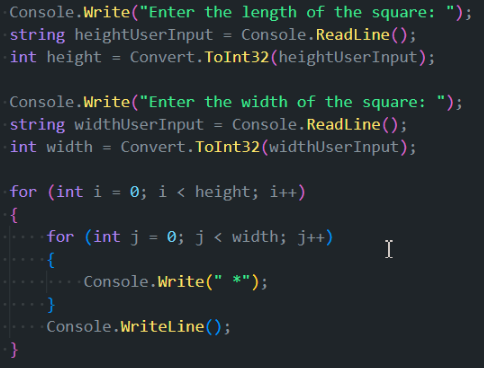 Console.Write("Enter the length of the square: ");
string heightUserInput = Console.ReadLine();
int height = Convert.ToInt32(heightUserInput);

Console.Write("Enter the width of the square: ");
string widthUserInput = Console.ReadLine();
int width = Convert.ToInt32(widthUserInput);

for (int i = 0; i < height; i++)
{
    for (int j = 0; j < width; j++)
    {
        Console.Write(" *");
    }
    Console.WriteLine();
}